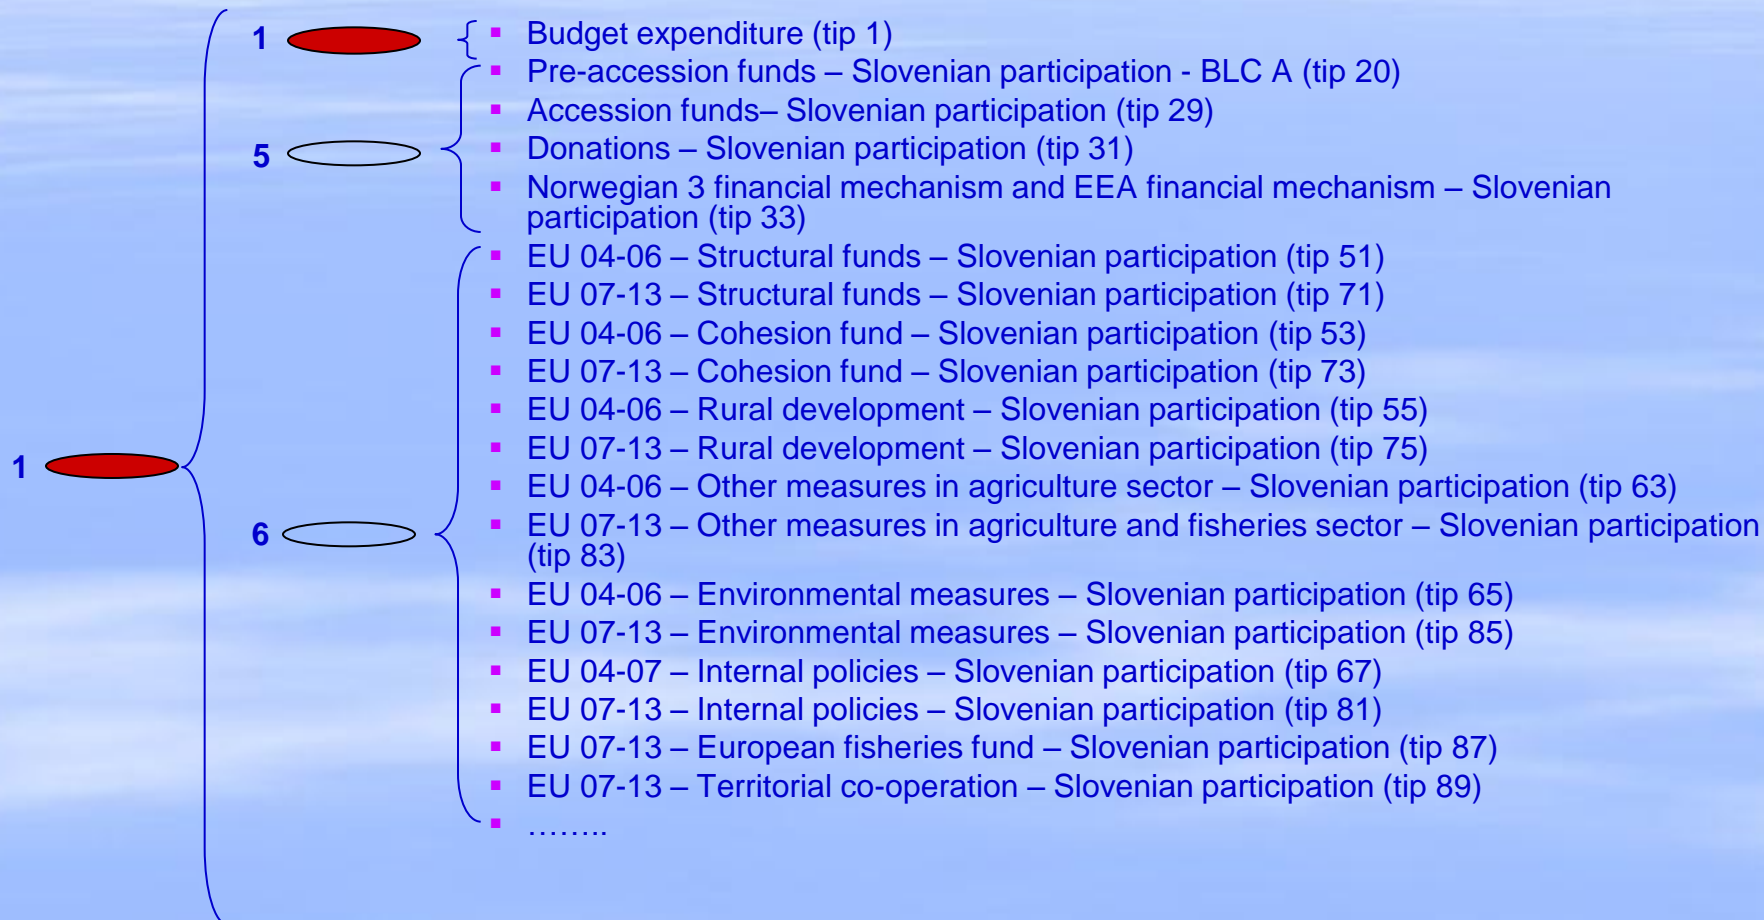 1
▪ Budget expenditure (tip 1)
▪ Pre-accession funds – Slovenian participation - BLC A (tip 20)
▪ Accession funds– Slovenian participation (tip 29)
5
▪ Donations – Slovenian participation (tip 31)
▪ Norwegian 3 financial mechanism and EEA financial mechanism – Slovenian
participation (tip 33)
▪ EU 04-06 – Structural funds – Slovenian participation (tip 51)
▪ EU 07-13 – Structural funds – Slovenian participation (tip 71)
▪ EU 04-06 – Cohesion fund – Slovenian participation (tip 53)
▪ EU 07-13 – Cohesion fund – Slovenian participation (tip 73)
▪ EU 04-06 – Rural development – Slovenian participation (tip 55)
▪ EU 07-13 – Rural development – Slovenian participation (tip 75)
1
▪ EU 04-06 – Other measures in agriculture sector – Slovenian participation (tip 63)
6
▪ EU 07-13 – Other measures in agriculture and fisheries sector – Slovenian participation
(tip 83)
▪ EU 04-06 – Environmental measures – Slovenian participation (tip 65)
▪ EU 07-13 – Environmental measures – Slovenian participation (tip 85)
▪ EU 04-07 – Internal policies – Slovenian participation (tip 67)
▪ EU 07-13 – Internal policies – Slovenian participation (tip 81)
▪ EU 07-13 – European fisheries fund – Slovenian participation (tip 87)
▪ EU 07-13 – Territorial co-operation – Slovenian participation (tip 89)
▪ ……..